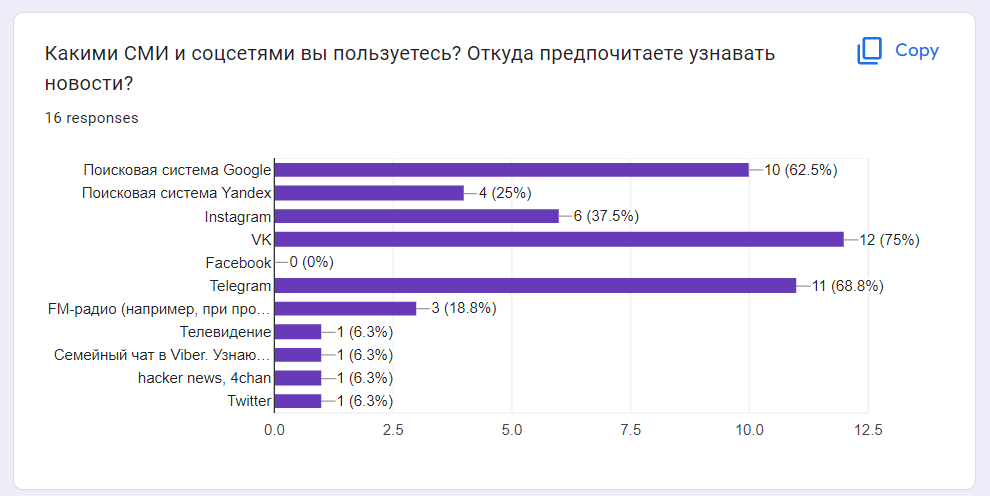 Какими СМИ и соцсетями вы пользуетесь? Откуда предпочитаете узнавать
новости?
Copy
16 responses
Поисковая система Google 10 (62.5%)
Поисковая система Yandex 4 (25%)
Instagram 6 (37.5%)
VK 12 (75%)
Facebook 0 (0%)
Telegram 11 (68.8%)
FM-радио (например, при про... 3 (18.8%)
Телевидение 1 (6.3%)
Семейный чат в Viber. Узнаю... 1 (6.3%)
hacker news, 4chan 1 (6.3%)
Twitter 1 (6.3%)
0.0 2.5 5.0 7.5 10.0 12.5